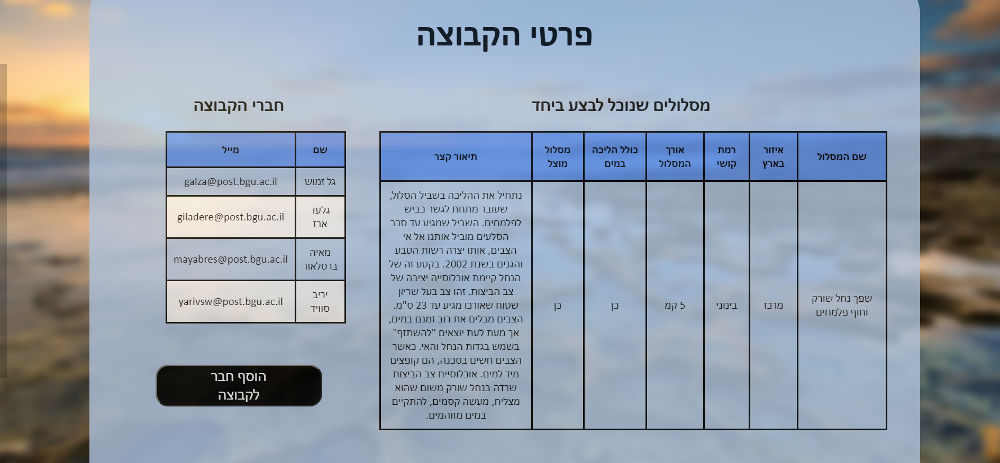 פרטי הקבוצה
מסלולים שנוכל לבצע ביחד
שם המסלול
איזור
בארץ
רמת
קושי
אורך
המסלול
כולל הליכה
במים
מסלול
מוצל
תיאור קצר
שפך נחל שורק
וחוף פלמחים
מרכז
בינוני
5 קמ
כן
כן
נתחיל את ההליכה בשביל הסלול,
שעובר מתחת לגשר כביש
לפלמחים. השביל שמגיע עד סכר
הסלעים מוביל אותנו אל אי
הצבים, אותו יצרה רשות הטבע
והגנים בשנת 2002. בקטע זה של
הנחל קיימת אוכלוסייה יציבה של
צב הביצות. זהו צב בעל שריון
שטוח שאורכו מגיע עד 23 ס"מ.
הצבים מבלים את רוב זמנם במים,
אך מעת לעת יוצאים "להשתזף"
בשמש בגדות הנחל והאי. כאשר
הצבים חשים בסכנה, הם קופצים
מיד למים. אוכלוסיית צב הביצות
שרדה בנחל שורק משום שהוא
מצליח, מעשה קסמים, להתקיים
במים מזוהמים.
חברי הקבוצה
שם
מייל
גל זמוש
galza@post.bgu.ac.il
גלעד
ארז
giladere@post.bgu.ac.il
מאיה
ברסלאור
mayabres@post.bgu.ac.il
יריב
סוויד
yarivsw@post.bgu.ac.il
הוסף חבר
לקבוצה